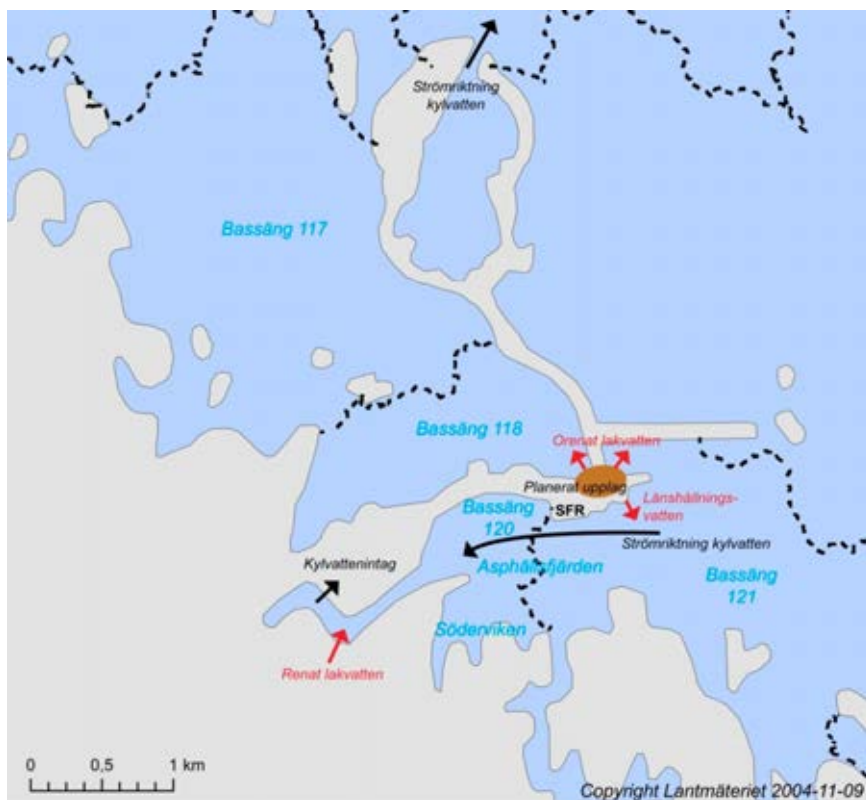 Strömriktning
kylvatten
Bassäng 117
Bassäng 118
Orenat lakvatten
Planerat upplag
Länshållnings-
vatten
Bassäng
120
SFR
Strömriktning kylvatten
Kylvattenintag
Asphällsfjärden
Bassäng
121
Söderviken
Renat lakvatten
0 0,5 1 km
Copyright Lantmäteriet 2004-11-09